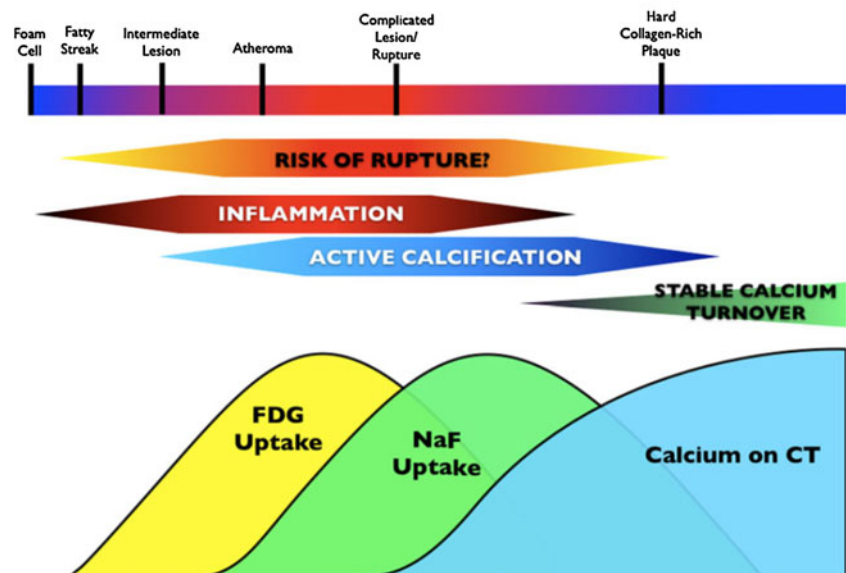 Foam
Cell
Fatty
Streak
Intermediate
Lesion
Atheroma
Complicated
Lesion/
Rupture
Hard
Collagen-Rich
Plaque
RISK OF RUPTURE?
INFLAMMATION
ACTIVE CALCIFICATION
STABLE CALCIUM
TURNOVER
FDG
Uptake
NaF
Uptake
Calcium on CT